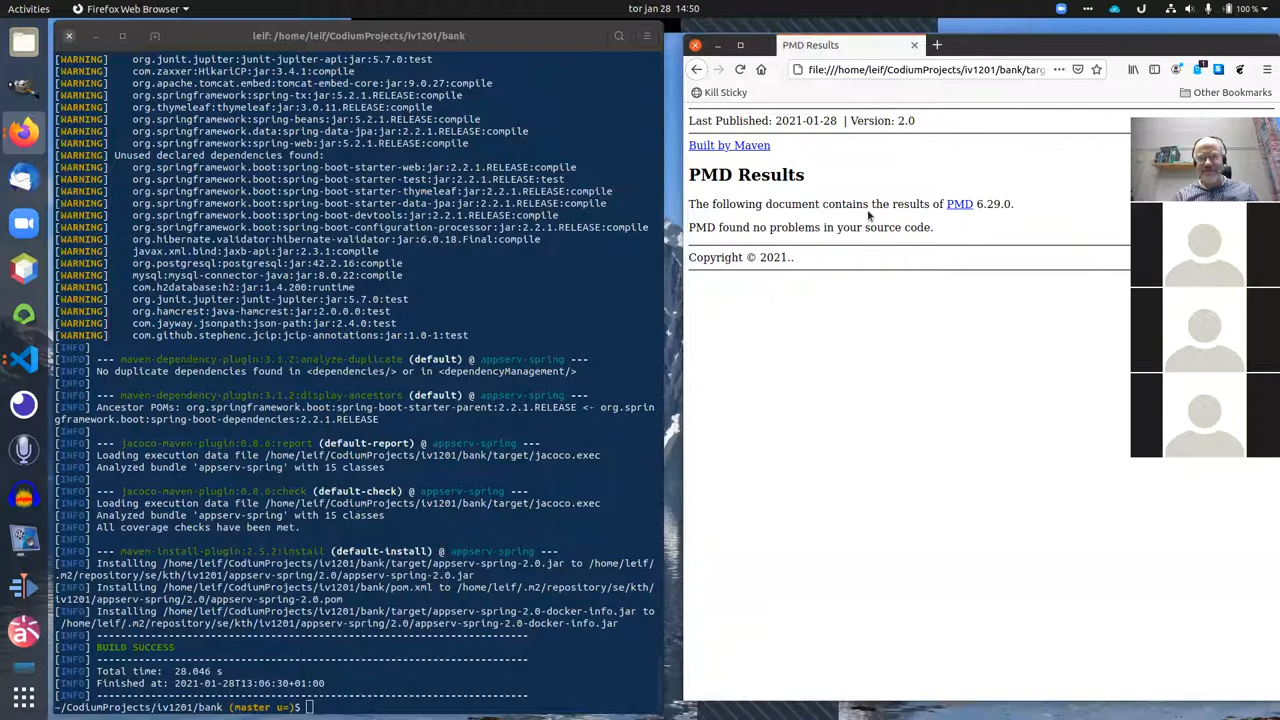 Activities
Firefox Web Browser
tor jan 28 14:50
100 %
leif: ~/CodiumProjects/iv1201/bank
[WARNING] org.junit.jupiter:junit-jupiter-api:jar:5.7.0:test
[WARNING] com.zaxxer:HikariCP:jar:3.4.1:compile
[WARNING] org.apache.tomcat.embed:tomcat-embed-core:jar:9.0.27:compile
[WARNING] org.springframework:spring-tx:jar:5.2.1.RELEASE:compile
[WARNING] org.thymeleaf:thymeleaf:jar:3.0.11.RELEASE:compile
[WARNING] org.springframework:spring-beans:jar:5.2.1.RELEASE:compile
[WARNING] org.springframework.data:spring-data-jpa:jar:2.2.1.RELEASE:compile
[WARNING] org.springframework:spring-web:jar:5.2.1.RELEASE:compile
[WARNING] Unused declared dependencies found:
[WARNING] org.springframework.boot:spring-boot-starter-web:jar:2.2.1.RELEASE:compile
[WARNING] org.springframework.boot:spring-boot-starter-test:jar:2.2.1.RELEASE:test
[WARNING] org.springframework.boot:spring-boot-starter-thymeleaf:jar:2.2.1.RELEASE:compile
[WARNING] org.springframework.boot:spring-boot-starter-data-jpa:jar:2.2.1.RELEASE:compile
[WARNING] org.springframework.boot:spring-boot-devtools:jar:2.2.1.RELEASE:compile
[WARNING] org.springframework.boot:spring-boot-configuration-processor:jar:2.2.1.RELEASE:compile
[WARNING] org.hibernate.validator:hibernate-validator:jar:6.0.18.Final:compile
[WARNING] javax.xml.bind:jaxb-api:jar:2.3.1:compile
[WARNING] org.postgresql:postgresql:jar:42.2.16:compile
[WARNING] mysql:mysql-connector-java:jar:8.0.22:compile
[WARNING] com.h2database:h2:jar:1.4.200:runtime
[WARNING] org.junit.jupiter:junit-jupiter:jar:5.7.0:test
[WARNING] org.hamcrest:java-hamcrest:jar:2.0.0.0:test
[WARNING] com.jayway.jsonpath:json-path:jar:2.4.0:test
[WARNING] com.github.stephenc.jcip:jcip-annotations:jar:1.0-1:test
[INFO]
[INFO] --- maven-dependency-plugin:3.1.2:analyze-duplicate (default) @ appserv-spring ---
[INFO] No duplicate dependencies found in <dependencies/> or in <dependencyManagement/>
[INFO]
[INFO] --- maven-dependency-plugin:3.1.2:display-ancestors (default) @ appserv-spring ---
[INFO] Ancestor POMs: org.springframework.boot:spring-boot-starter-parent:2.2.1.RELEASE <- org.sprin
gframework.boot:spring-boot-dependencies:2.2.1.RELEASE
[INFO]
[INFO] --- jacoco-maven-plugin:0.8.6:report (default-report) @ appserv-spring ---
[INFO] Loading execution data file /home/leif/CodiumProjects/iv1201/bank/target/jacoco.exec
[INFO] Analyzed bundle 'appserv-spring' with 15 classes
[INFO]
[INFO] --- jacoco-maven-plugin:0.8.6:check (default-check) @ appserv-spring ---
[INFO] Loading execution data file /home/leif/CodiumProjects/iv1201/bank/target/jacoco.exec
[INFO] Analyzed bundle 'appserv-spring' with 15 classes
[INFO] All coverage checks have been met.
[INFO]
[INFO] --- maven-install-plugin:2.5.2:install (default-install) @ appserv-spring ---
[INFO] Installing /home/leif/CodiumProjects/iv1201/bank/target/appserv-spring-2.0.jar to /home/leif/
.m2/repository/se/kth/iv1201/appserv-spring/2.0/appserv-spring-2.0.jar
[INFO] Installing /home/leif/CodiumProjects/iv1201/bank/pom.xml to /home/leif/.m2/repository/se/kth/
iv1201/appserv-spring/2.0/appserv-spring-2.0.pom
[INFO] Installing /home/leif/CodiumProjects/iv1201/bank/target/appserv-spring-2.0-docker-info.jar to
/home/leif/.m2/repository/se/kth/iv1201/appserv-spring/2.0/appserv-spring-2.0-docker-info.jar
[INFO] ------------------------------------------------------------------------
[INFO] BUILD SUCCESS
[INFO] ------------------------------------------------------------------------
[INFO] Total time:  28.046 s
[INFO] Finished at: 2021-01-28T13:06:30+01:00
[INFO] ------------------------------------------------------------------------
~/CodiumProjects/iv1201/bank (master u=)$
PMD Results
file:///home/leif/CodiumProjects/iv1201/bank/targ
Kill Sticky
Other Bookmarks
Last Published: 2021-01-28 | Version: 2.0
Built by Maven
PMD Results
The following document contains the results of PMD 6.29.0.
PMD found no problems in your source code.
Copyright © 2021..